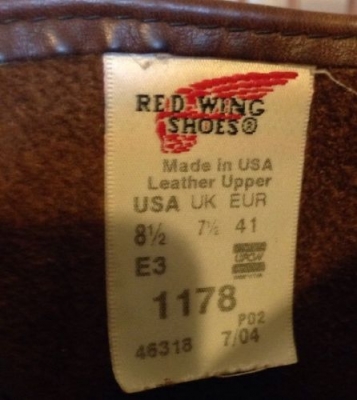 RED WING
SHOES®
Made in USA
Leather Upper
USA UK EUR
8½ 7½ 41
E3
1178
P02
46318 7/04